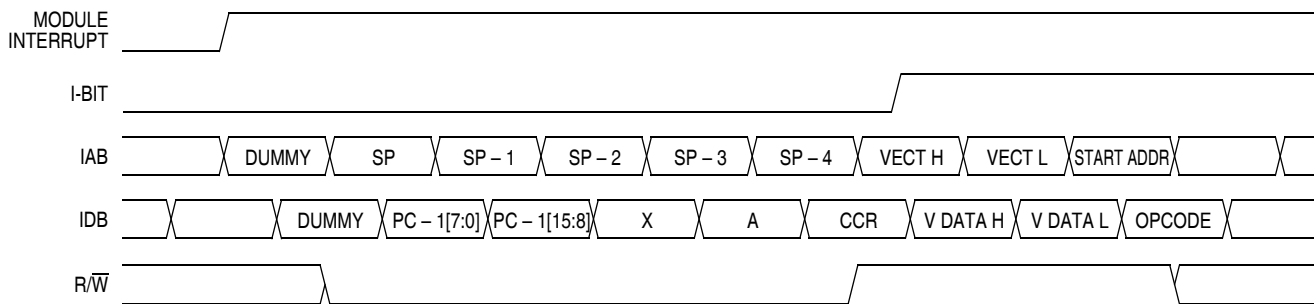 MODULE
INTERRUPT
I-BIT
IAB DUMMY SP SP – 1 SP – 2 SP – 3 SP – 4 VECT H VECT L START ADDR
IDB DUMMY PC – 1[7:0] PC – 1[15:8] X A CCR V DATA H V DATA L OPCODE
R/W̅